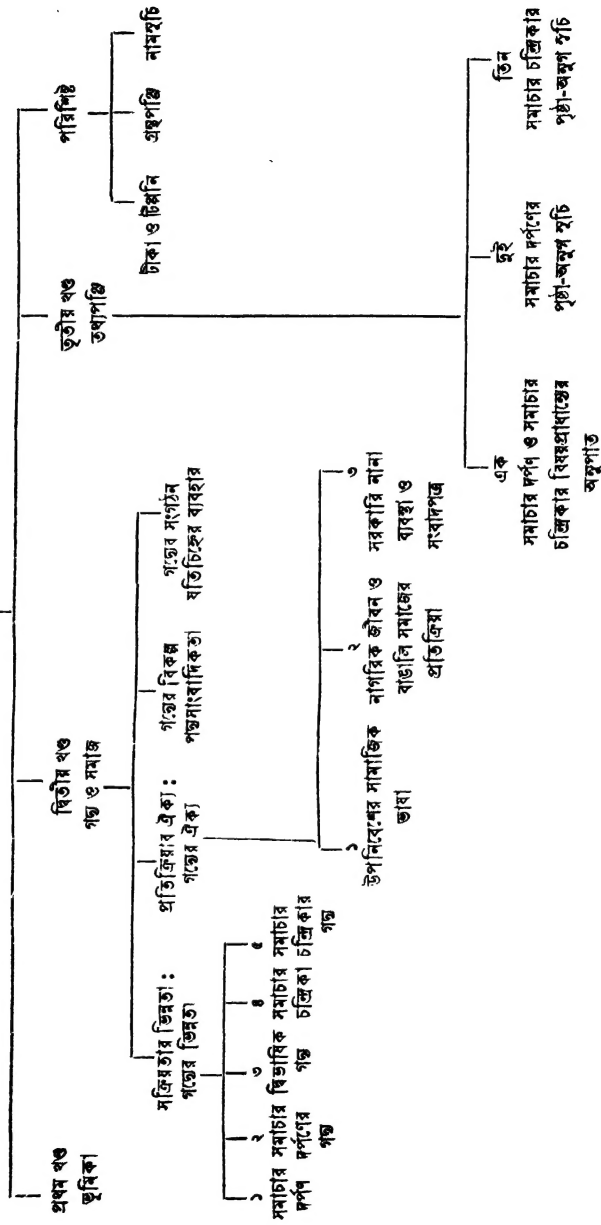 প্রথম খণ্ড
ভূমিকা
দ্বিতীয় খণ্ড
গদ্য ও সমাজ
সক্রিয়তার ভিন্নতা :
গদ্যের ভিন্নতা
১
সমাচার
দর্পণ
২
সমাচার
দর্পণের
গদ্য
৩
দ্বিভাষিক
গদ্য
৪
সমাচার
চন্দ্রিকা
৫
সমাচার
চন্দ্রিকার
গদ্য
প্রতিক্রিয়ার ঐক্য :
গদ্যের ঐক্য
১
উপনিবেশের সামাজিক
ভাষা
২
নাগরিক জীবন ও
বাঙালি সমাজের
প্রতিক্রিয়া
৩
সরকারি নানা
ব্যবস্থা ও
সংবাদপত্র
গদ্যের বিকল্প
পদ্যসাংবাদিকতা
গদ্যের সংগঠন
যতিচিহ্নের ব্যবহার
তৃতীয় খণ্ড
তথ্যপঞ্জি
এক
সমাচার দর্পণ ও সমাচার
চন্দ্রিকার বিষয়প্রাধান্যের
অনুপাত
দুই
সমাচার দর্পণের
পৃষ্ঠা-অনুগ সূচি
তিন
সমাচার চন্দ্রিকার
পৃষ্ঠা-অনুগ সূচি
পরিশিষ্ট
টীকা ও টিপ্পনি
গ্রন্থপঞ্জি
নামসূচি